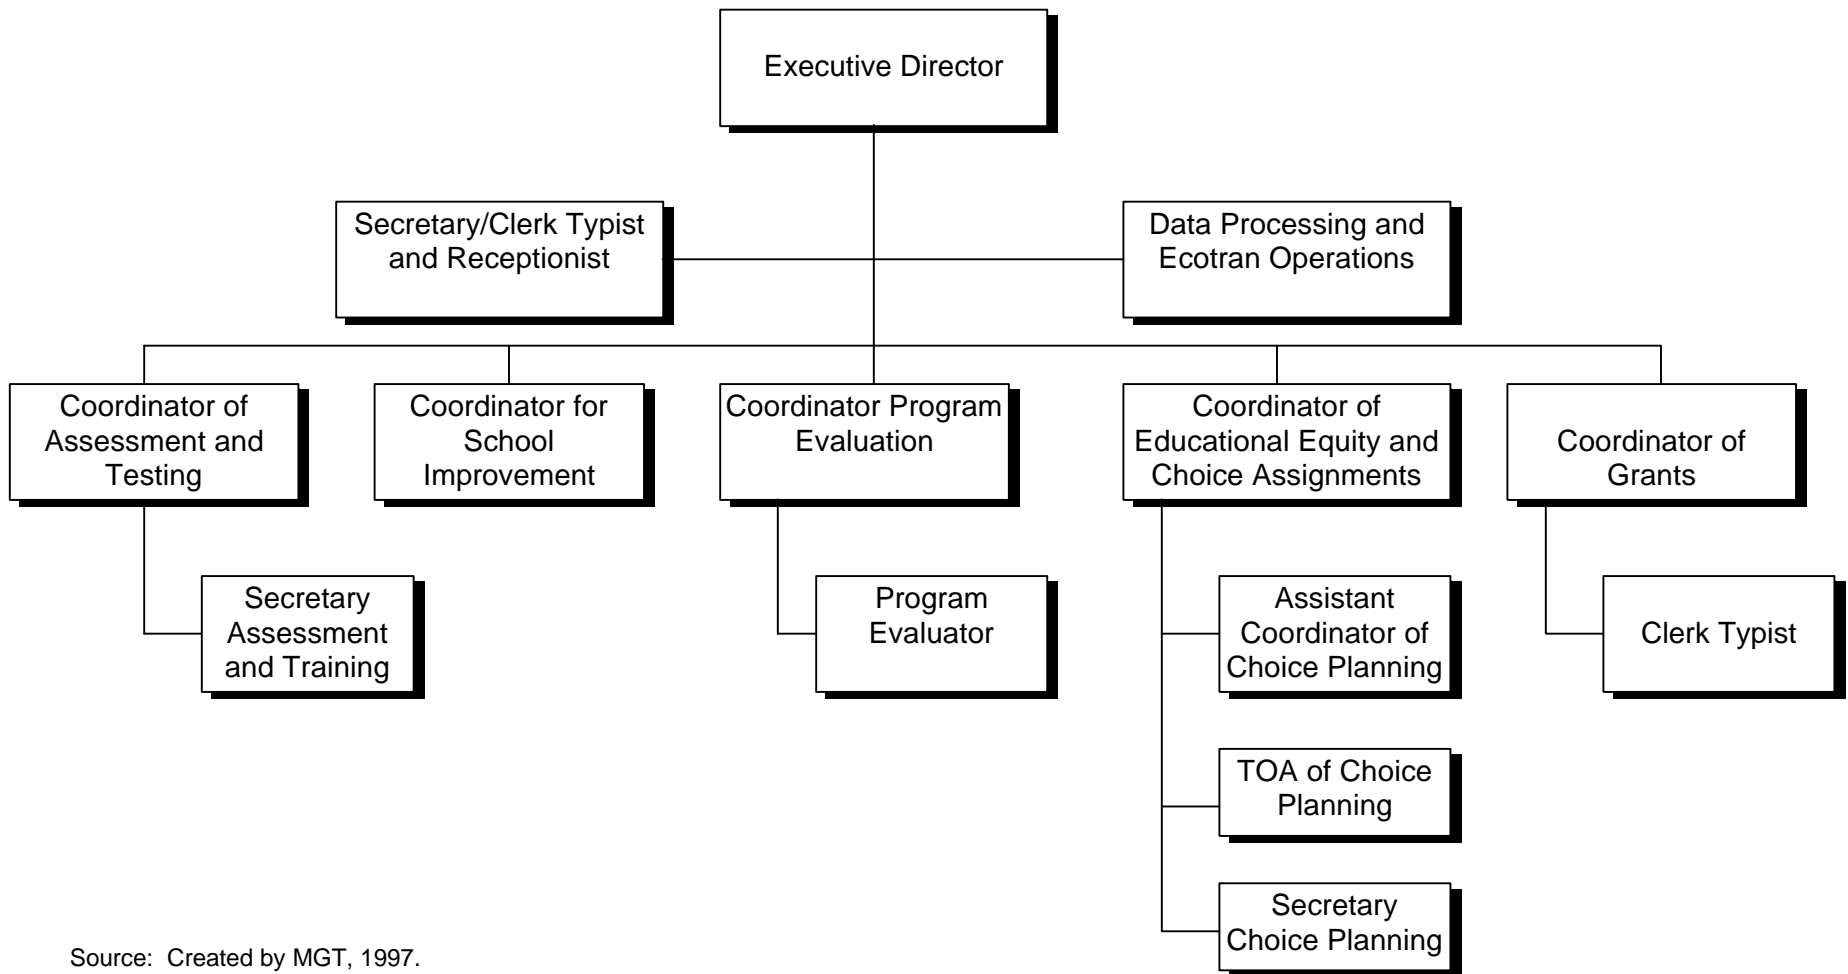 Executive Director
Secretary/Clerk Typist
and Receptionist
Data Processing and
Ecotran Operations
Coordinator of
Assessment and
Testing
Coordinator for
School
Improvement
Coordinator Program
Evaluation
Coordinator of
Educational Equity and
Choice Assignments
Coordinator of
Grants
Secretary
Assessment
and Training
Program
Evaluator
Assistant
Coordinator of
Choice Planning
Clerk Typist
TOA of Choice
Planning
Secretary
Choice Planning
Source: Created by MGT, 1997.